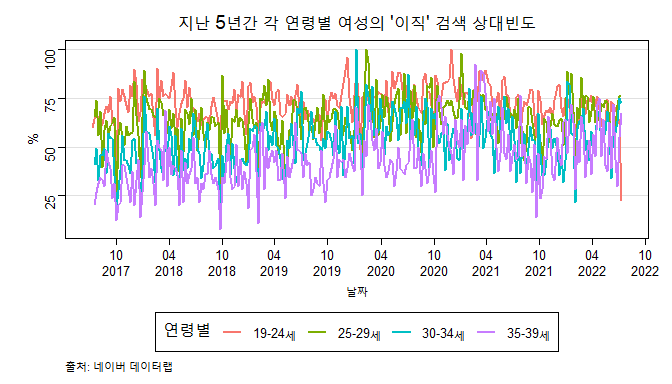 지난 5년간 각 연령별 여성의 '이직' 검색 상대빈도
%
100
75
50
25
10 04 10 04 10 04 10 04 10 04 10
2017 2018 2018 2019 2019 2020 2020 2021 2021 2022 2022
날짜
연령별 19-24세 25-29세 30-34세 35-39세
출처: 네이버 데이터랩